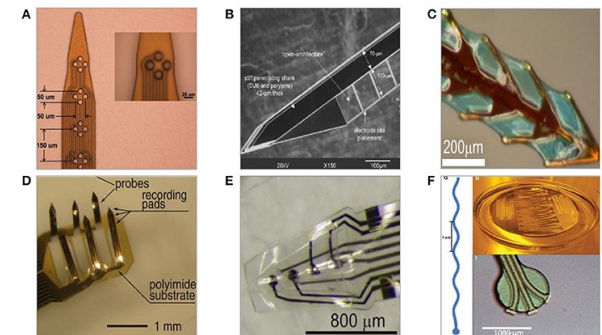 A
50 um
50 um
150 um
20 µm
B
"open-architecture"
70 µm
100 µm
stiff penetrating shank
(SU8 and parylene)
42-um thick
electrode site
placement
20kV
X150
100µm
C
200µm
D
probes
recording
pads
polyimide
substrate
1 mm
E
800 µm
F
1000 µm